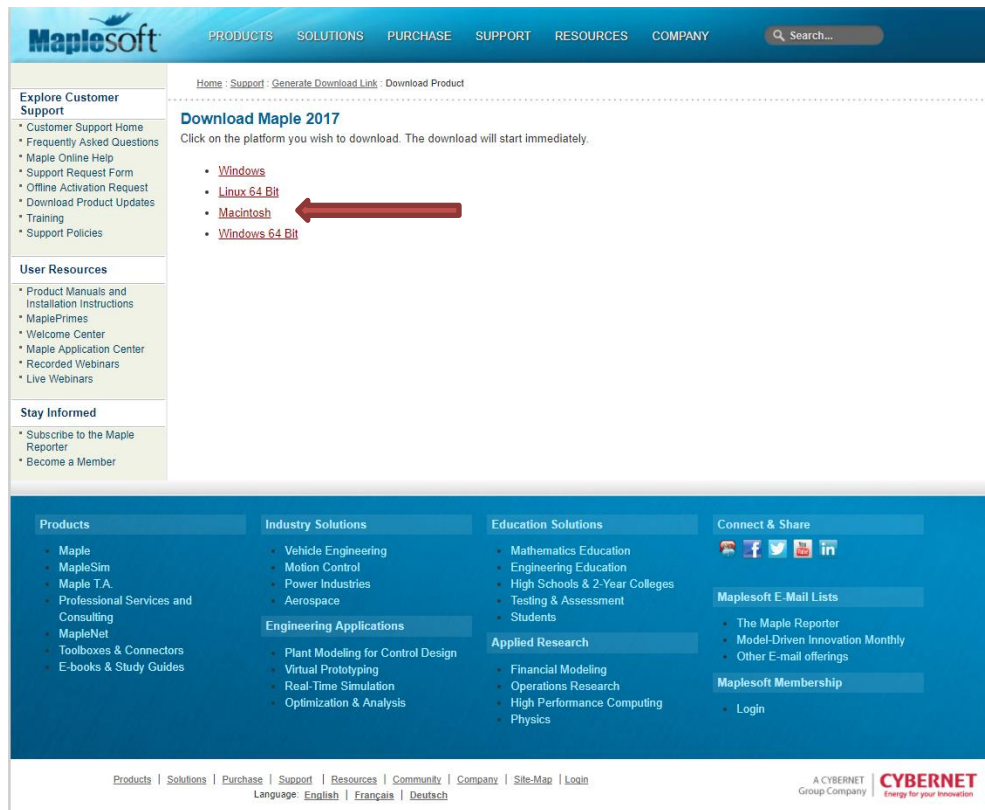 Maplesoft
PRODUCTS SOLUTIONS PURCHASE SUPPORT RESOURCES COMPANY Search...
Home : Support : Generate Download Link : Download Product
Explore Customer
Support
Customer Support Home
Frequently Asked Questions
Maple Online Help
Support Request Form
Offline Activation Request
Download Product Updates
Training
Support Policies
User Resources
Product Manuals and
Installation Instructions
MaplePrimes
Welcome Center
Maple Application Center
Recorded Webinars
Live Webinars
Stay Informed
Subscribe to the Maple
Reporter
Become a Member
Download Maple 2017
Click on the platform you wish to download. The download will start immediately.
Windows
Linux 64 Bit
Macintosh
Windows 64 Bit
Products
Maple
MapleSim
Maple T.A.
Professional Services and
Consulting
MapleNet
Toolboxes & Connectors
E-books & Study Guides
Industry Solutions
Vehicle Engineering
Motion Control
Power Industries
Aerospace
Engineering Applications
Plant Modeling for Control Design
Virtual Prototyping
Real-Time Simulation
Optimization & Analysis
Education Solutions
Mathematics Education
Engineering Education
High Schools & 2-Year Colleges
Testing & Assessment
Students
Applied Research
Financial Modeling
Operations Research
High Performance Computing
Physics
Connect & Share
Maplesoft E-Mail Lists
The Maple Reporter
Model-Driven Innovation Monthly
Other E-mail offerings
Maplesoft Membership
Login
Products | Solutions | Purchase | Support | Resources | Community | Company | Site-Map | Login
Language: English | Français | Deutsch
A CYBERNET
Group Company
CYBERNET
Energy for your Innovation